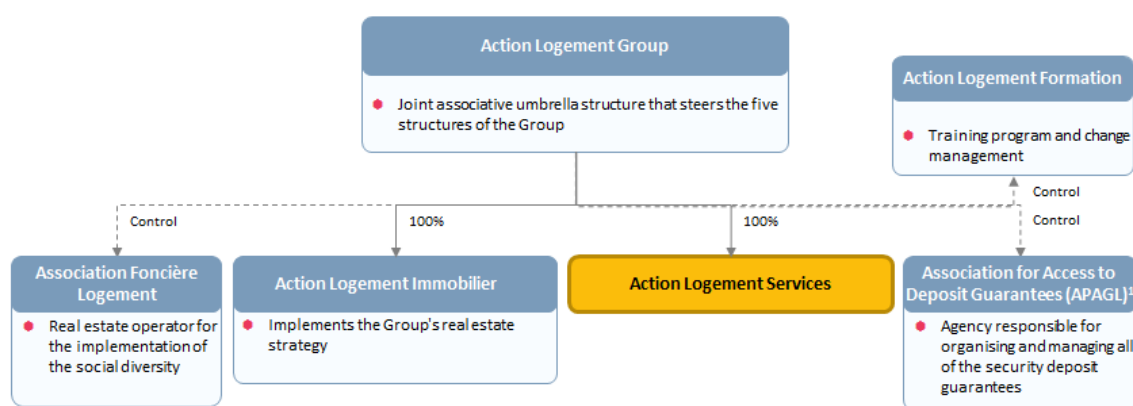 Action Logement Group
Joint associative umbrella structure that steers the five
structures of the Group
Action Logement Formation
Training program and change
management
Control
Control
100%
100%
Control
Association Foncière
Logement
Real estate operator for
the implementation of
the social diversity
Action Logement Immobilier
Implements the Group's real estate
strategy
Action Logement Services
Association for Access to
Deposit Guarantees (APAGL)¹
Agency responsible for
organising and managing all
of the security deposit
guarantees